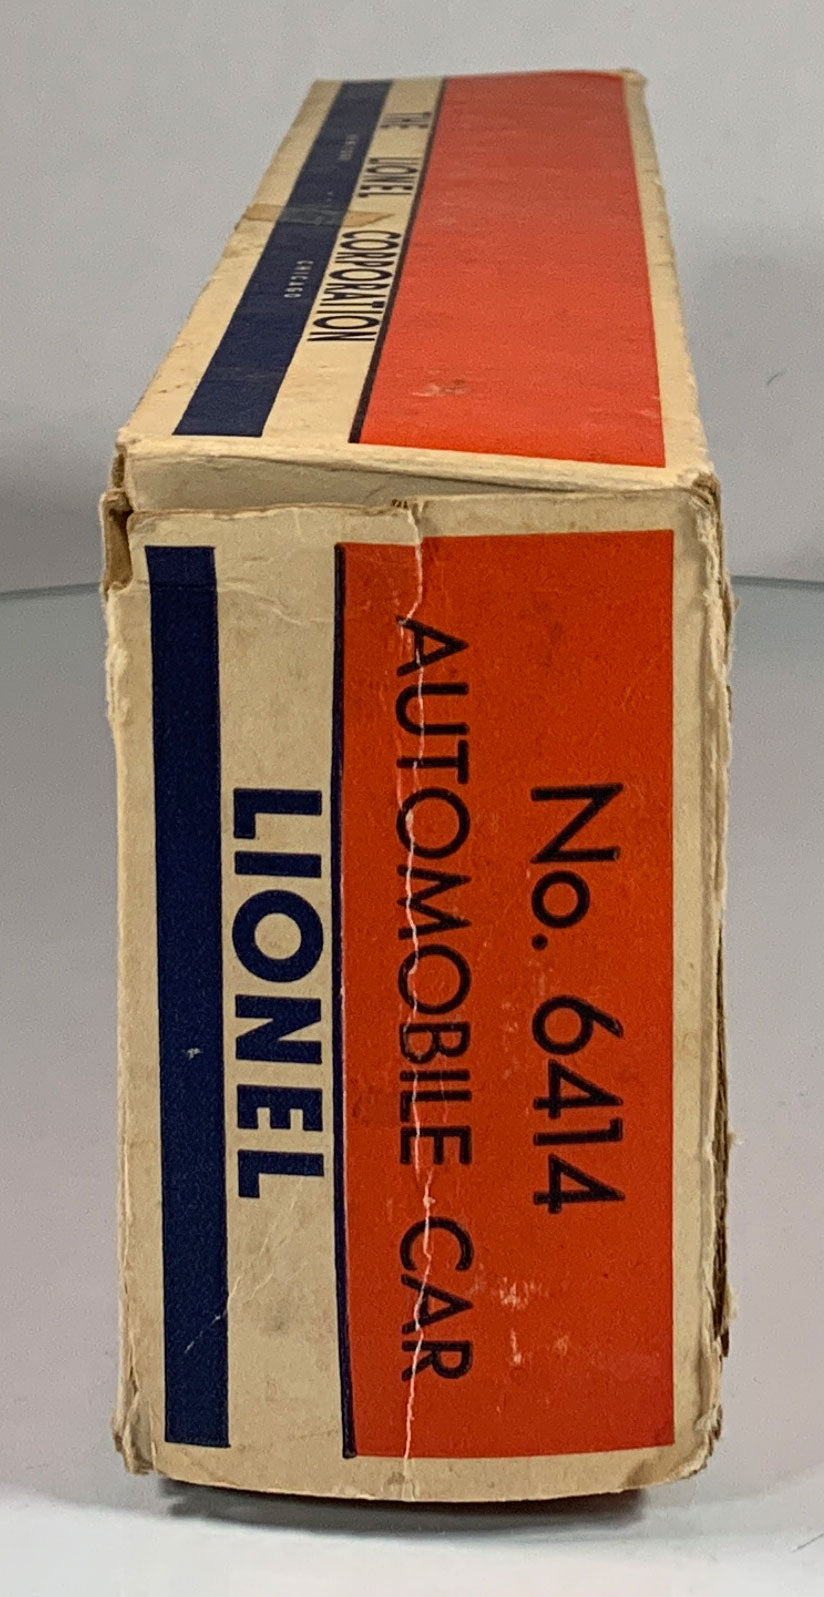 THE LIONEL CORPORATION
NEW YORK
CHICAGO
No. 6414
AUTOMOBILE CAR
LIONEL